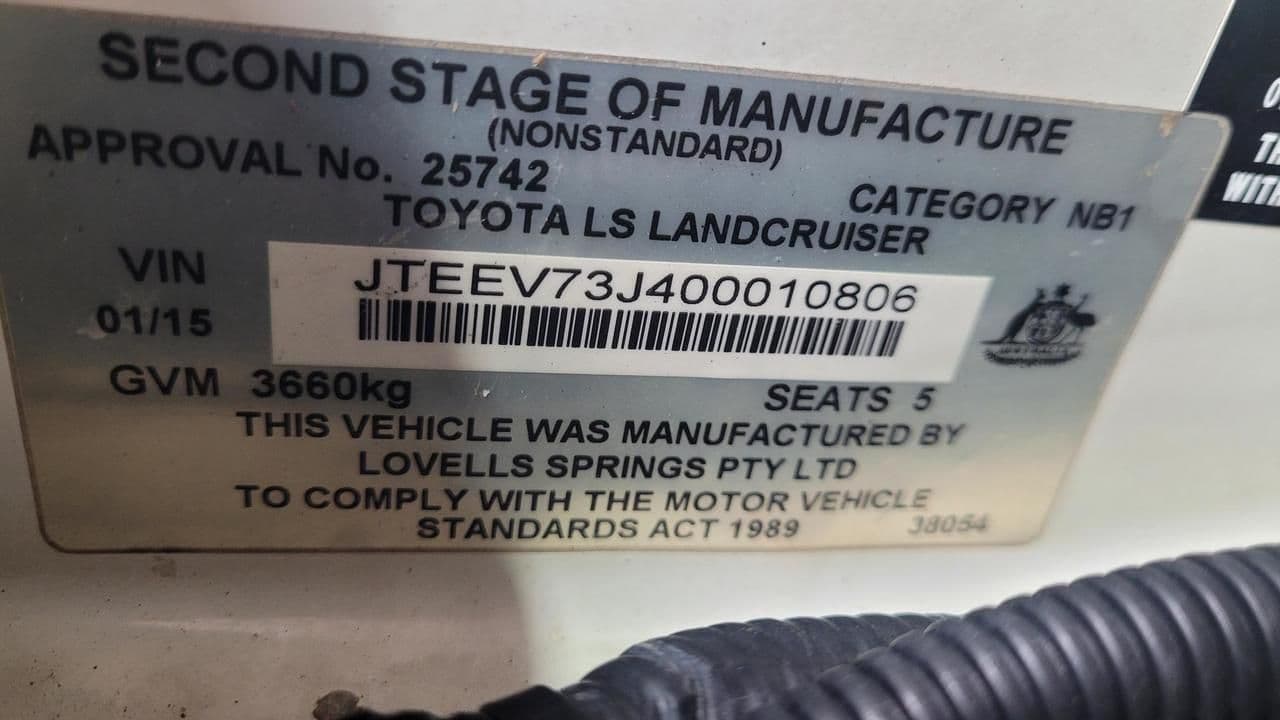 SECOND STAGE OF MANUFACTURE
(NONSTANDARD)
APPROVAL No. 25742
CATEGORY NB1
TOYOTA LS LANDCRUISER
VIN
JTEEV73J400010806
01/15
GVM 3660kg
SEATS 5
THIS VEHICLE WAS MANUFACTURED BY
LOVELLS SPRINGS PTY LTD
TO COMPLY WITH THE MOTOR VEHICLE
STANDARDS ACT 1989
38054